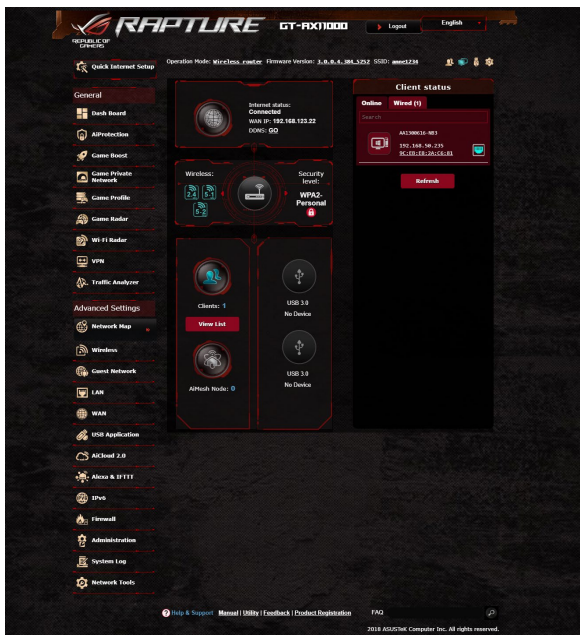 REPUBLIC OF
GAMERS
RAPTURE GT-AX11000
Logout
English
Quick Internet Setup
Operation Mode: Wireless router Firmware Version: 3.0.0.4.384_5252 SSID: anne1234
General
Dash Board
AiProtection
Game Boost
Game Private
Network
Game Profile
Game Radar
Wi-Fi Radar
VPN
Traffic Analyzer
Advanced Settings
Network Map
Wireless
Guest Network
LAN
WAN
USB Application
AiCloud 2.0
Alexa & IFTTT
IPv6
Firewall
Administration
System Log
Network Tools
Internet status:
Connected
WAN IP: 192.168.123.22
DDNS: GO
Wireless:
2.4 5-1
5-2
Security
level:
WPA2-
Personal
Clients: 1
View List
AiMesh Node: 0
USB 3.0
No Device
USB 3.0
No Device
Client status
Online Wired (1)
Search
AA1300616-NB3
192.168.50.235
Refresh
Help & Support Manual | Utility | Feedback | Product Registration FAQ
2018 ASUSTeK Computer Inc. All rights reserved.